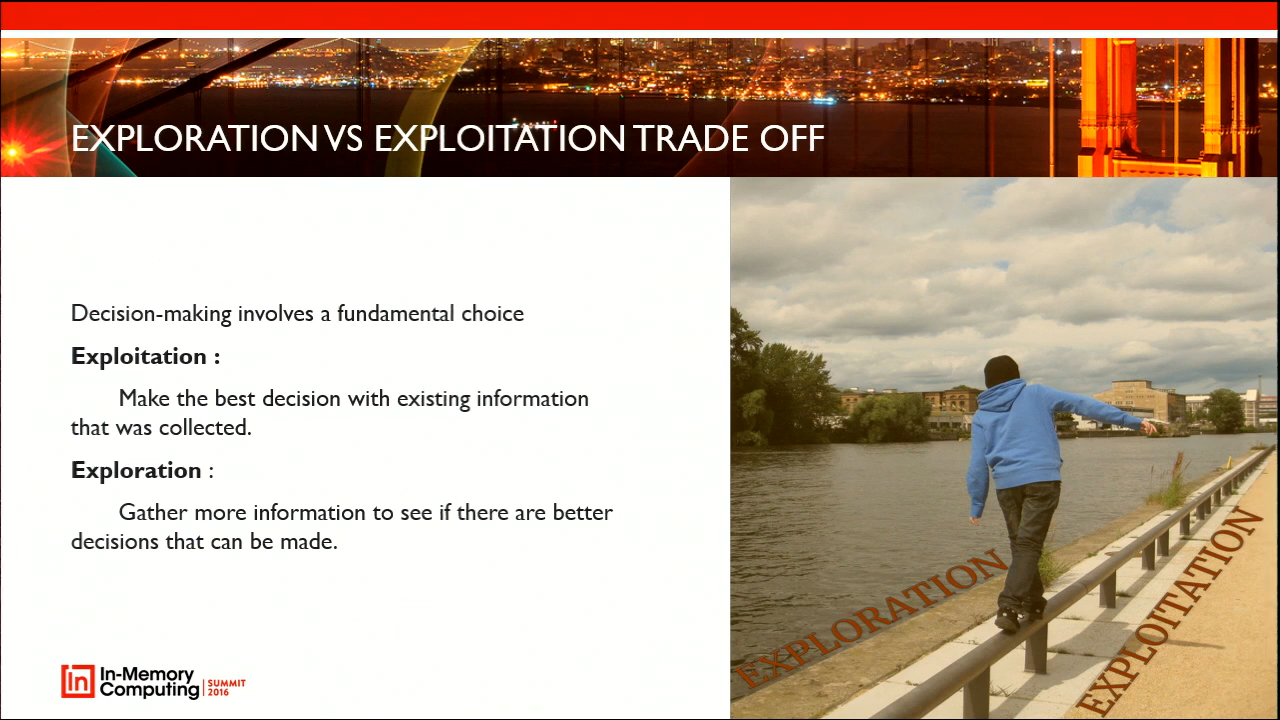 EXPLORATION VS EXPLOITATION TRADE OFF
Decision-making involves a fundamental choice
Exploitation :
Make the best decision with existing information
that was collected.
Exploration :
Gather more information to see if there are better
decisions that can be made.
EXPLORATION
EXPLOITATION
in
In-Memory
Computing
SUMMIT
2016